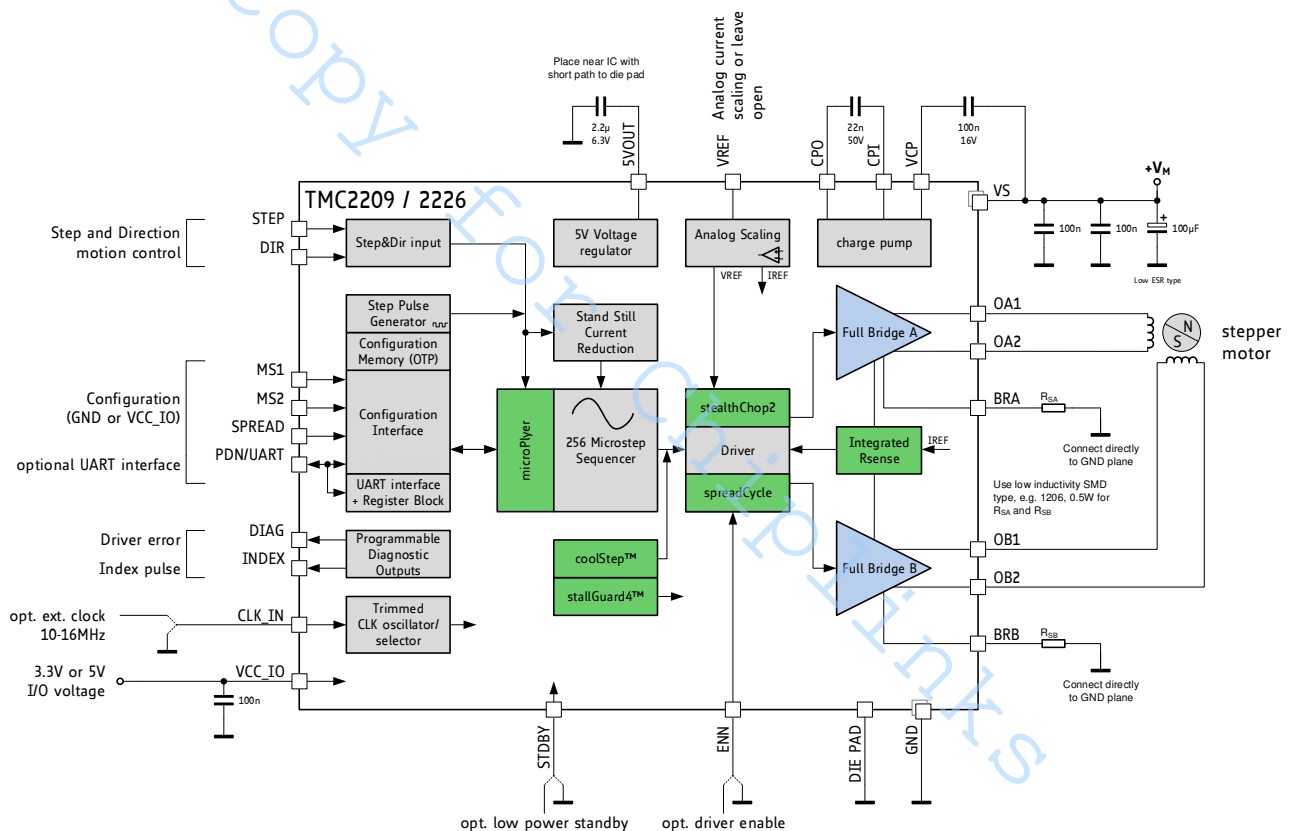 Copy for Chiplinks
Place near IC with
short path to die pad
2.2µ
6.3V
5VOUT
VREF
Analog current
scaling or leave
open
CPO
22n
50V
CPI
VCP
100n
16V
+VM
VS
100n
100n
+
100µF
Low ESR type
TMC2209 / 2226
Step and Direction
motion control
STEP
DIR
Step&Dir input
5V Voltage
regulator
Analog Scaling
VREF
IREF
charge pump
Step Pulse
Generator
Configuration
Memory (OTP)
Configuration
Interface
UART interface
+ Register Block
Stand Still
Current
Reduction
Full Bridge A
OA1
OA2
N
S
stepper
motor
Configuration
(GND or VCC_IO)
optional UART interface
MS1
MS2
SPREAD
PDN/UART
microPlyer
256 Microstep
Sequencer
stealthChop2
Driver
spreadCycle
Integrated
Rsense
IREF
BRA
RSA
Connect directly
to GND plane
Use low inductivity SMD
type, e.g. 1206, 0.5W for
RSA and RSB
Driver error
Index pulse
DIAG
INDEX
Programmable
Diagnostic
Outputs
coolStep™
stallGuard4™
Full Bridge B
OB1
OB2
opt. ext. clock
10-16MHz
CLK_IN
Trimmed
CLK oscillator/
selector
BRB
RSB
Connect directly
to GND plane
3.3V or 5V
I/O voltage
VCC_IO
100n
STDBY
ENN
DIE PAD
GND
opt. low power standby
opt. driver enable